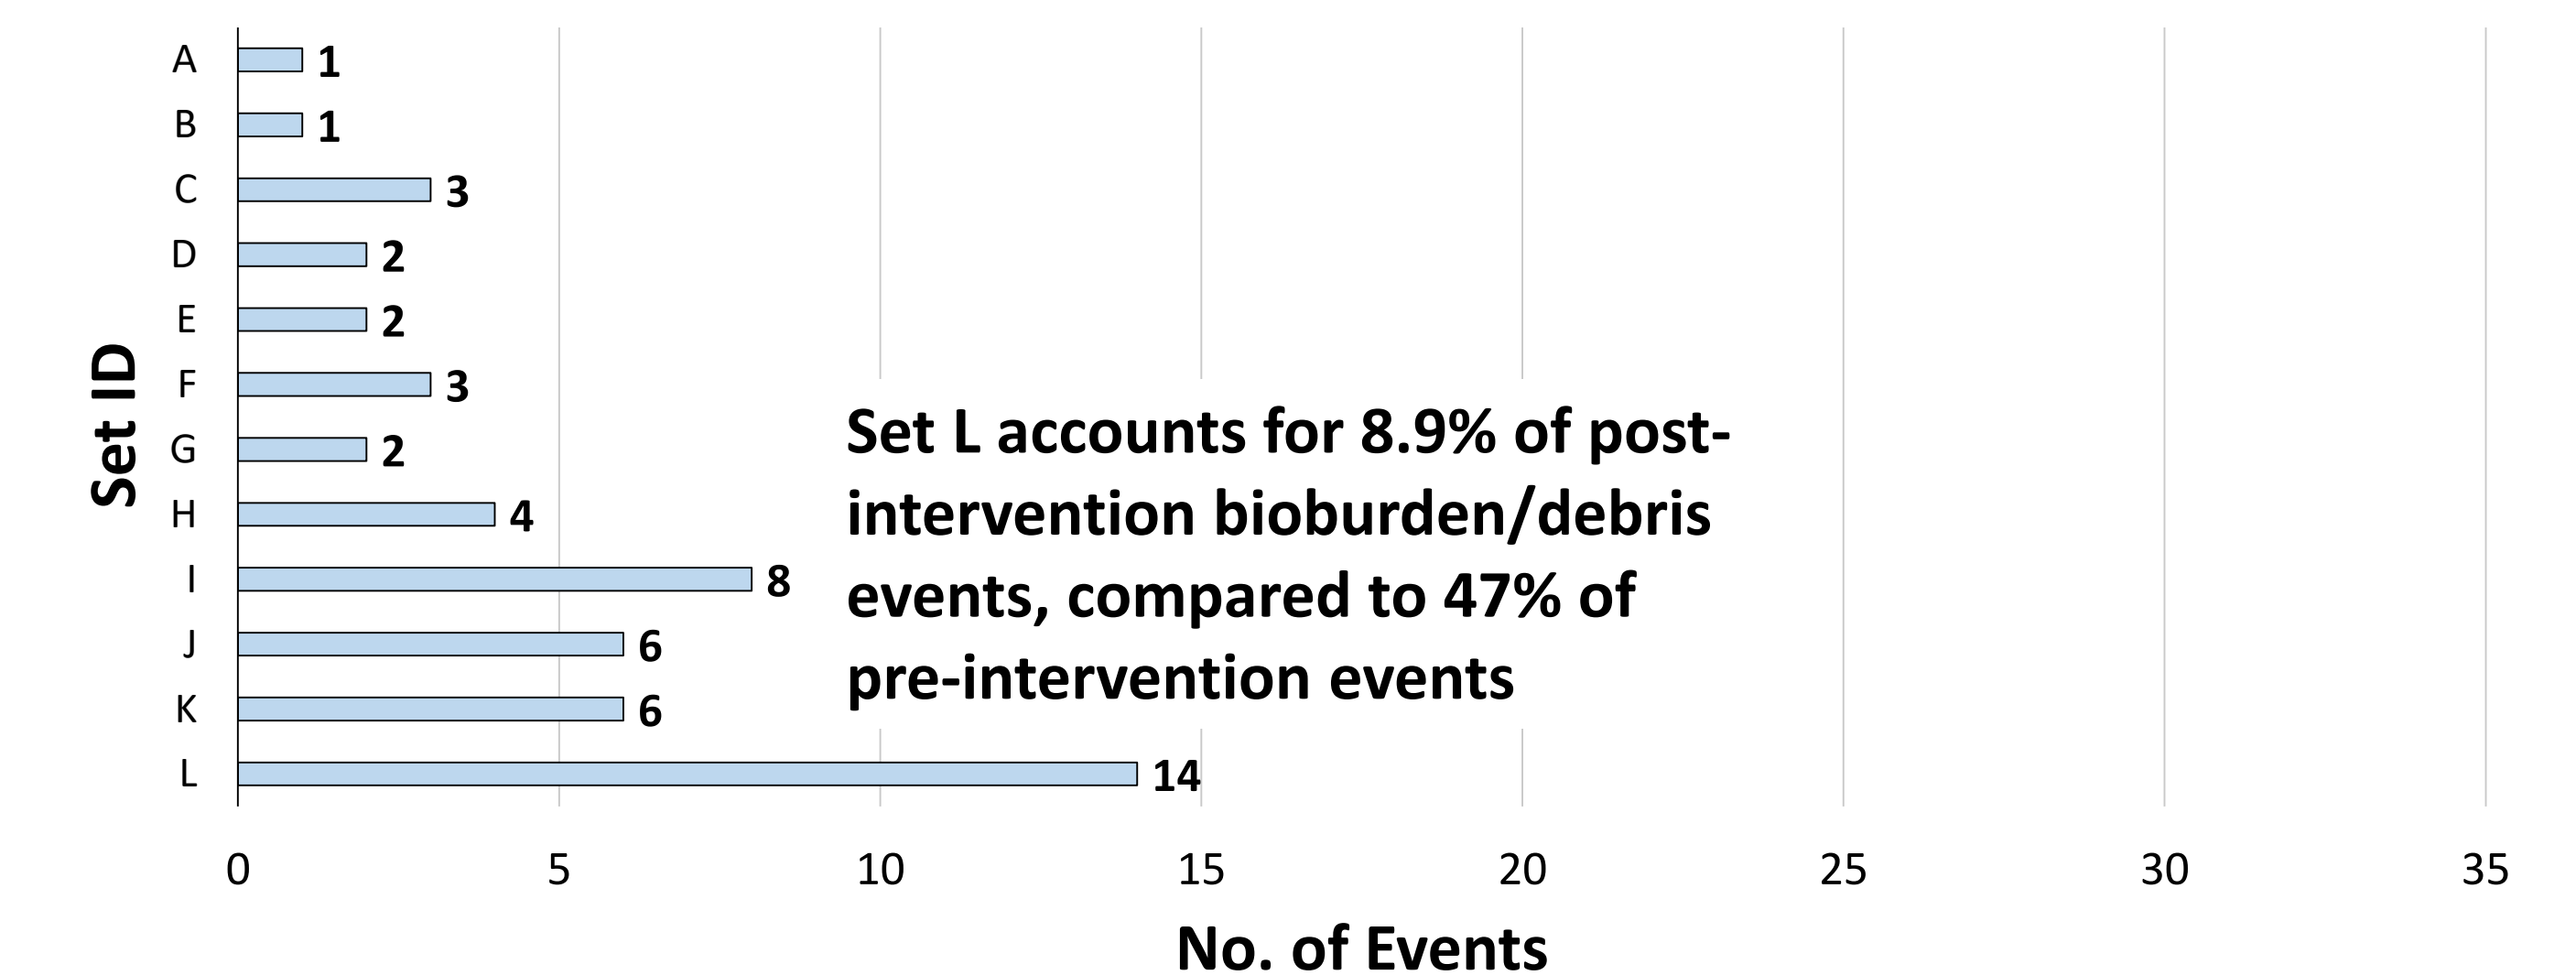 A 1
B 1
C 3
D 2
E 2
F 3
G 2
H 4
I 8
J 6
K 6
L 14
Set ID
Set L accounts for 8.9% of post-
intervention bioburden/debris
events, compared to 47% of
pre-intervention events
0 5 10 15 20 25 30 35
No. of Events